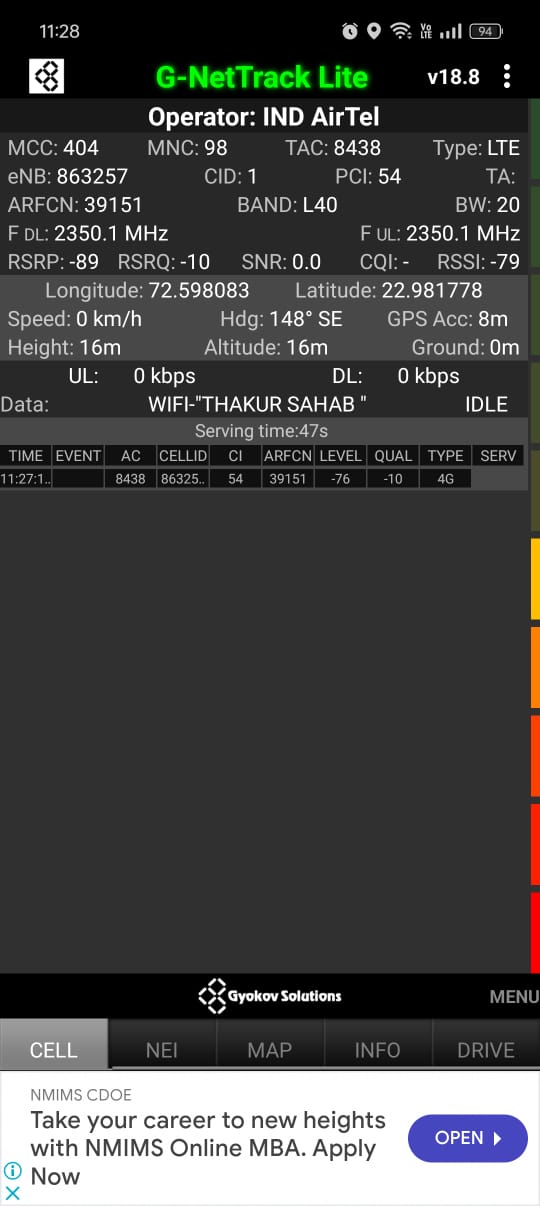 11:28 Vo LTE 94
G-NetTrack Lite v18.8
Operator: IND AirTel
MCC: 404 MNC: 98 TAC: 8438 Type: LTE
eNB: 863257 CID: 1 PCI: 54 TA:
ARFCN: 39151 BAND: L40 BW: 20
F DL: 2350.1 MHz F UL: 2350.1 MHz
RSRP: -89 RSRQ: -10 SNR: 0.0 CQI: - RSSI: -79
Longitude: 72.598083 Latitude: 22.981778
Speed: 0 km/h Hdg: 148° SE GPS Acc: 8m
Height: 16m Altitude: 16m Ground: 0m
UL: 0 kbps DL: 0 kbps
Data: WIFI-"THAKUR SAHAB " IDLE
Serving time:47s
TIME EVENT AC CELLID CI ARFCN LEVEL QUAL TYPE SERV
11:27:1.. 8438 86325.. 54 39151 -76 -10 4G
Gyokov Solutions MENU
CELL NEI MAP INFO DRIVE
NMIMS CDOE
Take your career to new heights
with NMIMS Online MBA. Apply
Now
OPEN